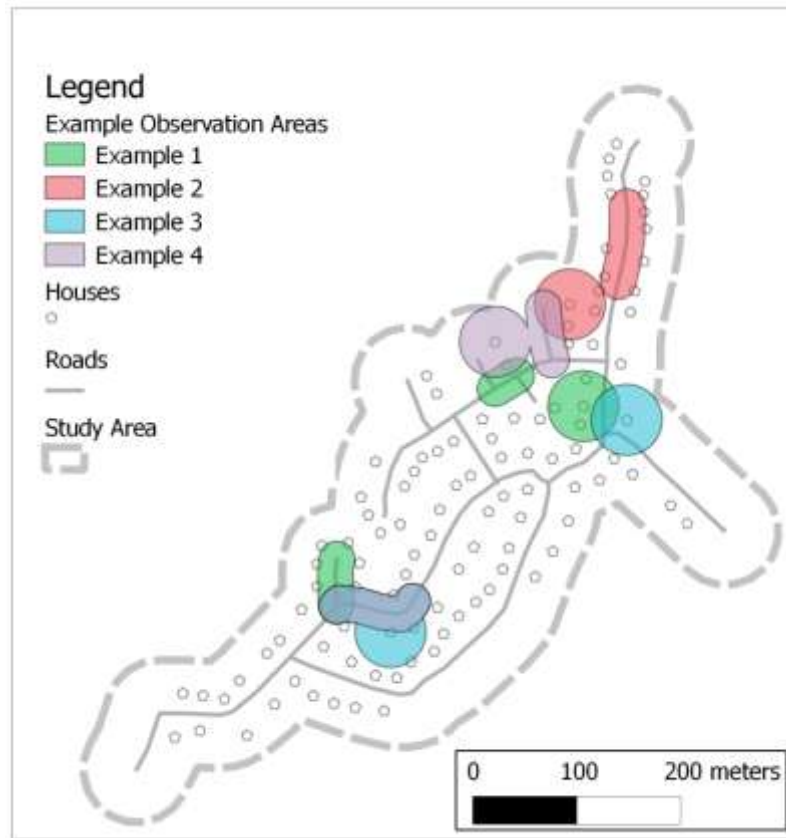 Legend
Example Observation Areas
Example 1
Example 2
Example 3
Example 4
Houses
Roads
Study Area
0 100 200 meters